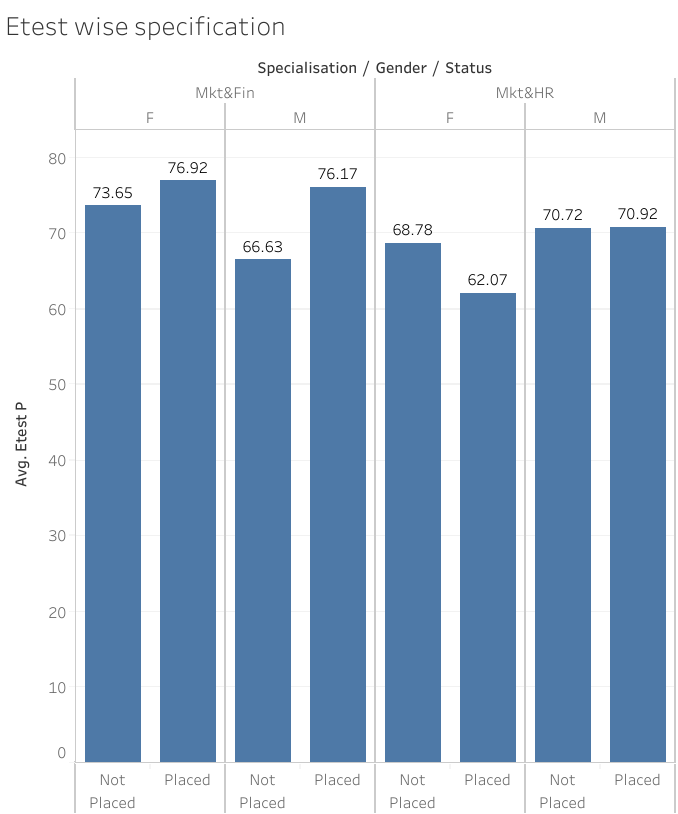 Etest wise specification
Specialisation / Gender / Status
Mkt&Fin Mkt&HR
F M F M
80
70
60
50
40
30
20
10
0
Avg. Etest P
73.65 76.92 66.63 76.17 68.78 62.07 70.72 70.92
Not Placed Not Placed Not Placed Not Placed
Placed Placed Placed Placed